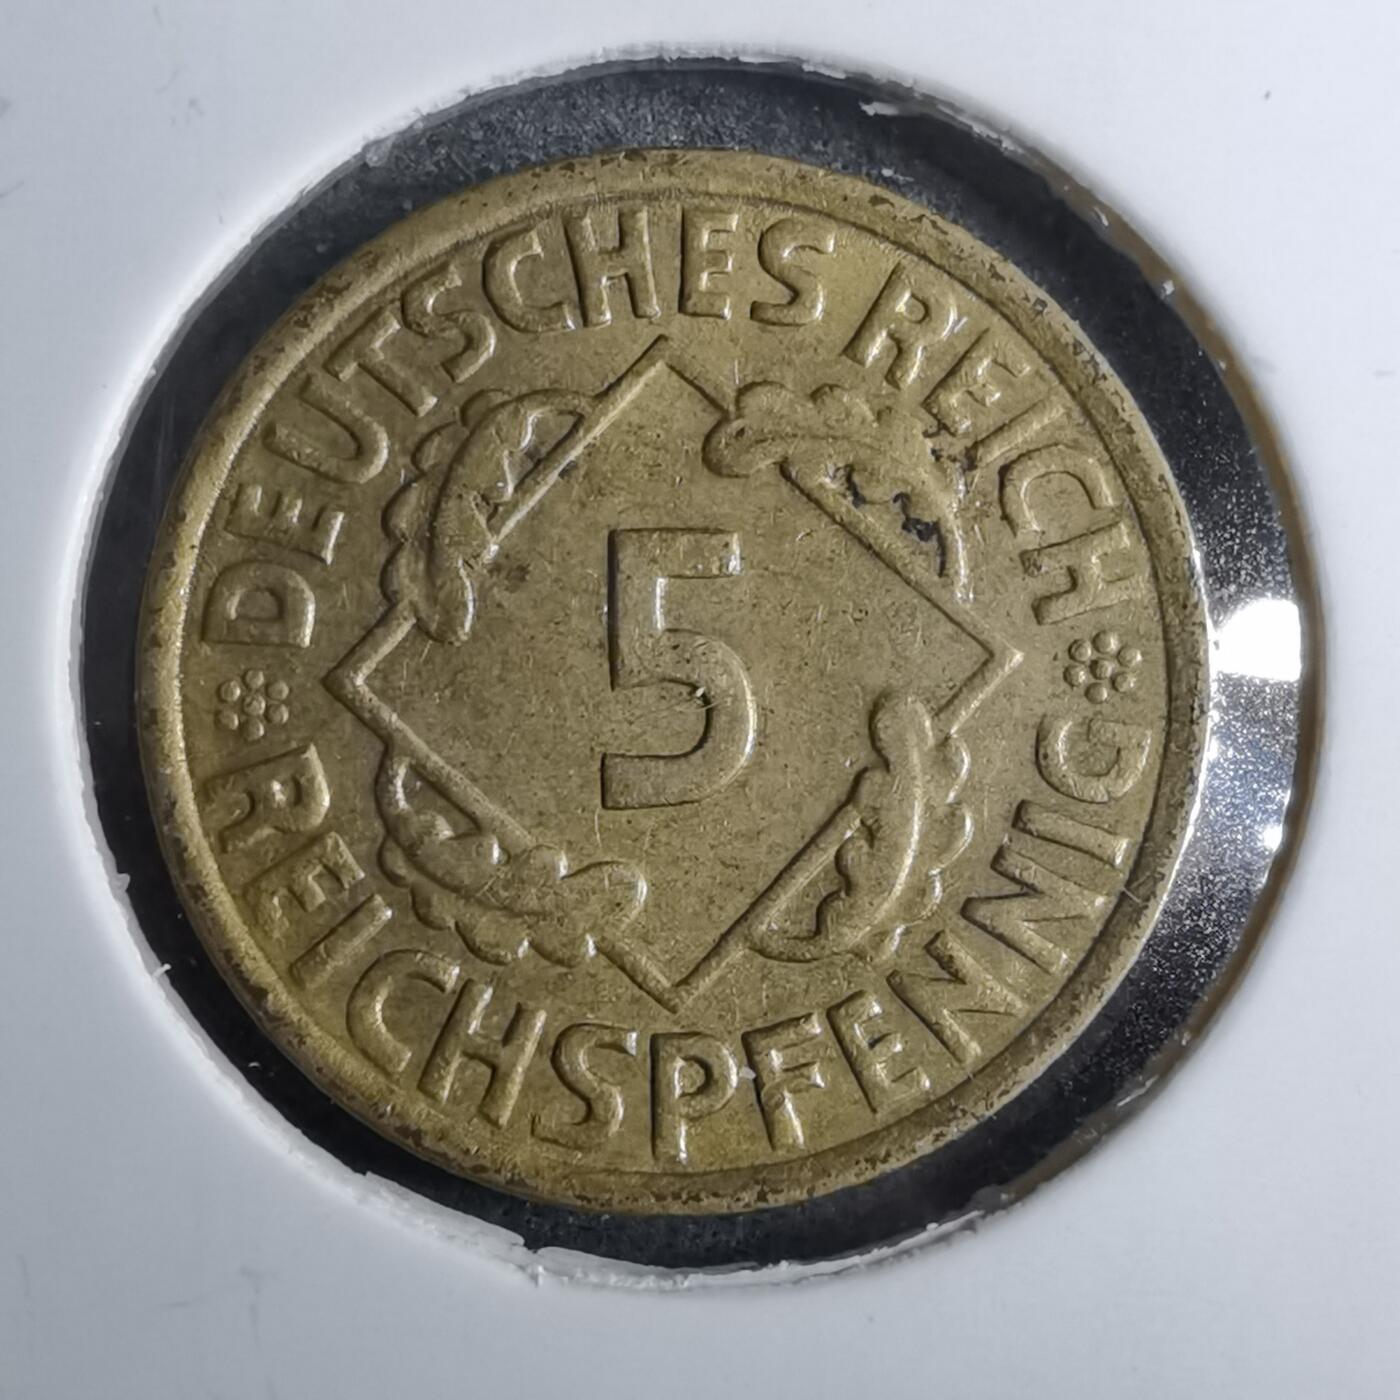 DEUTSCHES REICH
5
REICHSPFENNIG